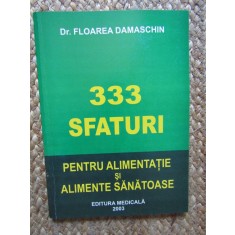 Dr. FLOAREA DAMASCHIN
333
SFATURI
PENTRU ALIMENTAȚIE
ȘI
ALIMENTE SĂNĂTOASE
EDITURA MEDICALĂ
2003